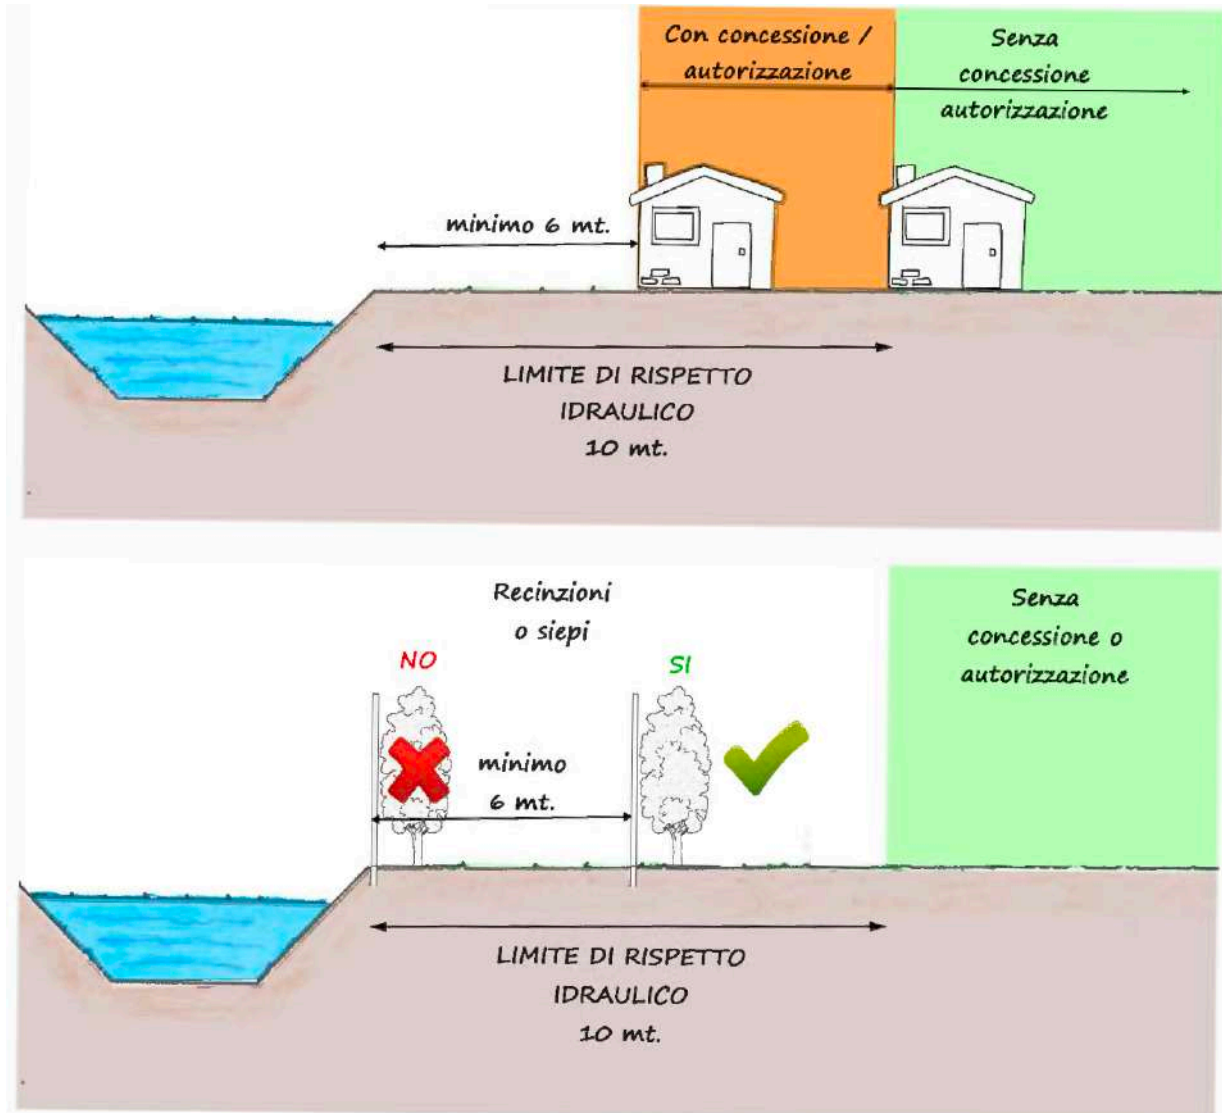 Con concessione /
autorizzazione
Senza
concessione
autorizzazione
minimo 6 mt.
LIMITE DI RISPETTO
IDRAULICO
10 mt.
Recinzioni
o siepi
NO
SI
minimo
6 mt.
Senza
concessione o
autorizzazione
LIMITE DI RISPETTO
IDRAULICO
10 mt.